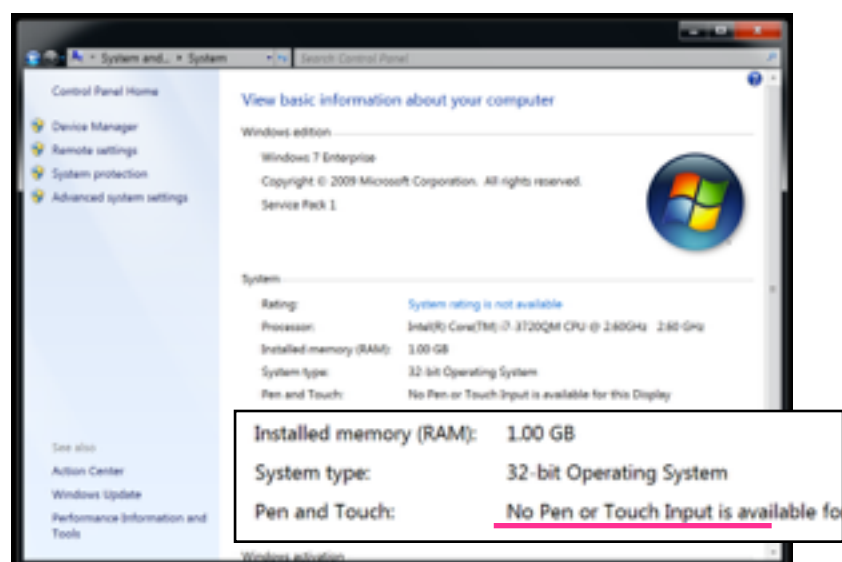 System and... ▸ System
Search Control Panel
Control Panel Home
Device Manager
Remote settings
System protection
Advanced system settings
See also
Action Center
Windows Update
Performance Information and
Tools
View basic information about your computer
Windows edition
Windows 7 Enterprise
Copyright © 2009 Microsoft Corporation. All rights reserved.
Service Pack 1
System
Rating: System rating is not available
Processor: Intel(R) Core(TM) i7-3720QM CPU @ 2.60GHz 2.60 GHz
Installed memory (RAM): 1.00 GB
System type: 32-bit Operating System
Pen and Touch: No Pen or Touch Input is available for this Display
Installed memory (RAM): 1.00 GB
System type: 32-bit Operating System
Pen and Touch: No Pen or Touch Input is available fo
Windows activation